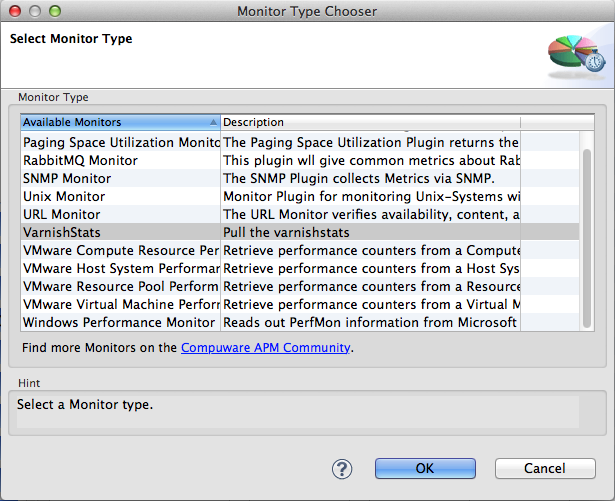 Monitor Type Chooser
Select Monitor Type
Monitor Type
Available Monitors Description
Paging Space Utilization Monito The Paging Space Utilization Plugin returns the
RabbitMQ Monitor This plugin wll give common metrics about Rab
SNMP Monitor The SNMP Plugin collects Metrics via SNMP.
Unix Monitor Monitor Plugin for monitoring Unix-Systems wi
URL Monitor The URL Monitor verifies availability, content, a
VarnishStats Pull the varnishstats
VMware Compute Resource Per Retrieve performance counters from a Compute
VMware Host System Performar Retrieve performance counters from a Host Sys
VMware Resource Pool Perform Retrieve performance counters from a Resource
VMware Virtual Machine Perforr Retrieve performance counters from a Virtual M
Windows Performance Monitor Reads out PerfMon information from Microsoft
Find more Monitors on the Compuware APM Community.
Hint
Select a Monitor type.
? OK Cancel